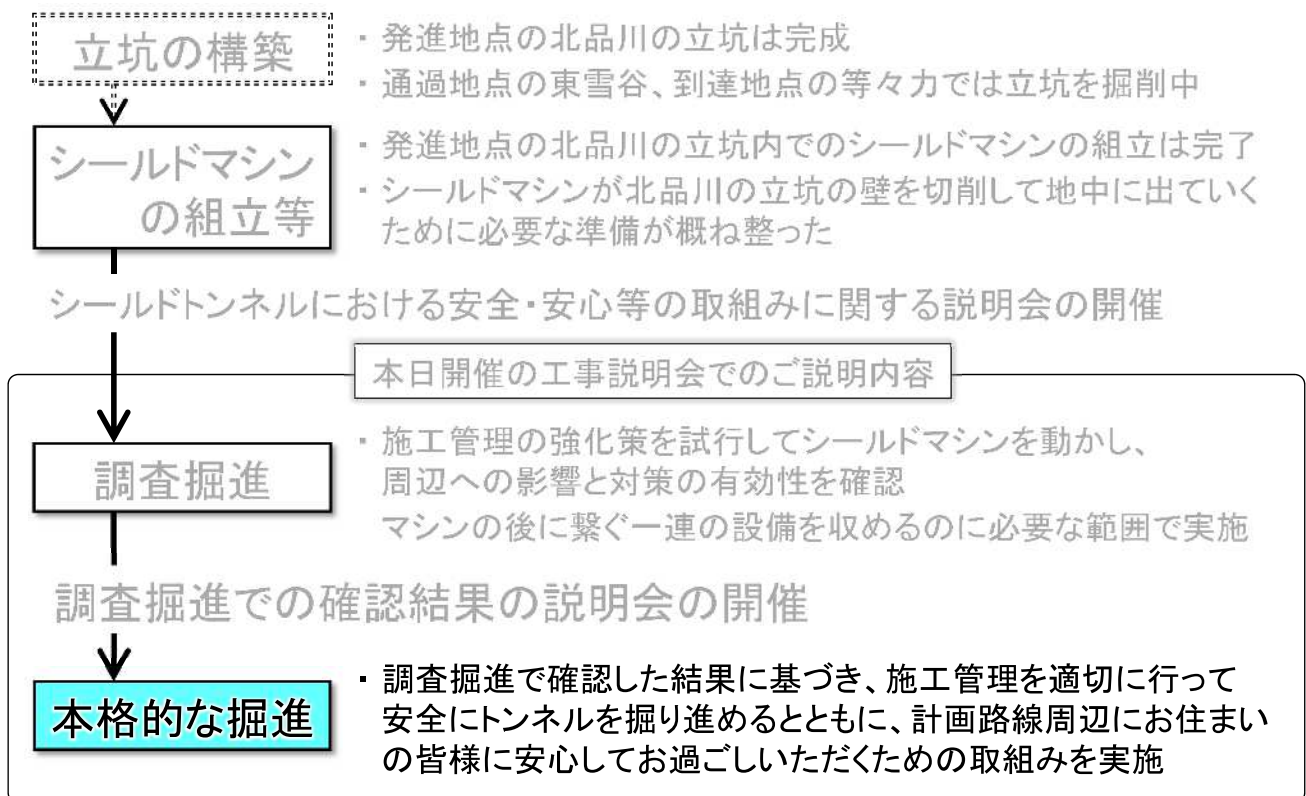 立坑の構築
・発進地点の北品川の立坑は完成
・通過地点の東雪谷、到達地点の等々力では立坑を掘削中
シールドマシン
の組立等
・発進地点の北品川の立坑内でのシールドマシンの組立は完了
・シールドマシンが北品川の立坑の壁を切削して地中に出ていく
ために必要な準備が概ね整った
シールドトンネルにおける安全・安心等の取組みに関する説明会の開催
本日開催の工事説明会でのご説明内容
調査掘進
・施工管理の強化策を試行してシールドマシンを動かし、
周辺への影響と対策の有効性を確認
マシンの後に繋ぐ一連の設備を収めるのに必要な範囲で実施
調査掘進での確認結果の説明会の開催
本格的な掘進
・調査掘進で確認した結果に基づき、施工管理を適切に行って
安全にトンネルを掘り進めるとともに、計画路線周辺にお住まい
の皆様に安心してお過ごしいただくための取組みを実施